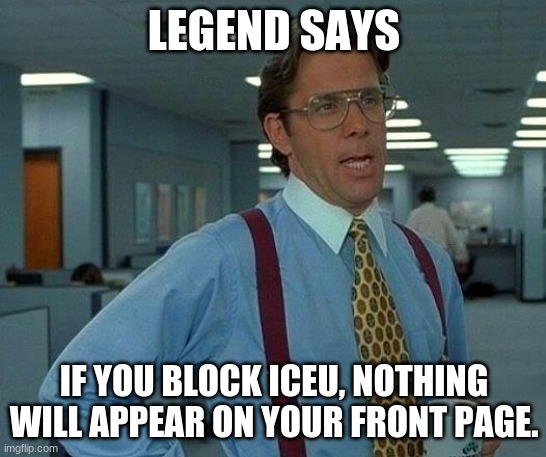 LEGEND SAYS
IF YOU BLOCK ICEU, NOTHING
WILL APPEAR ON YOUR FRONT PAGE.
imgflip.com